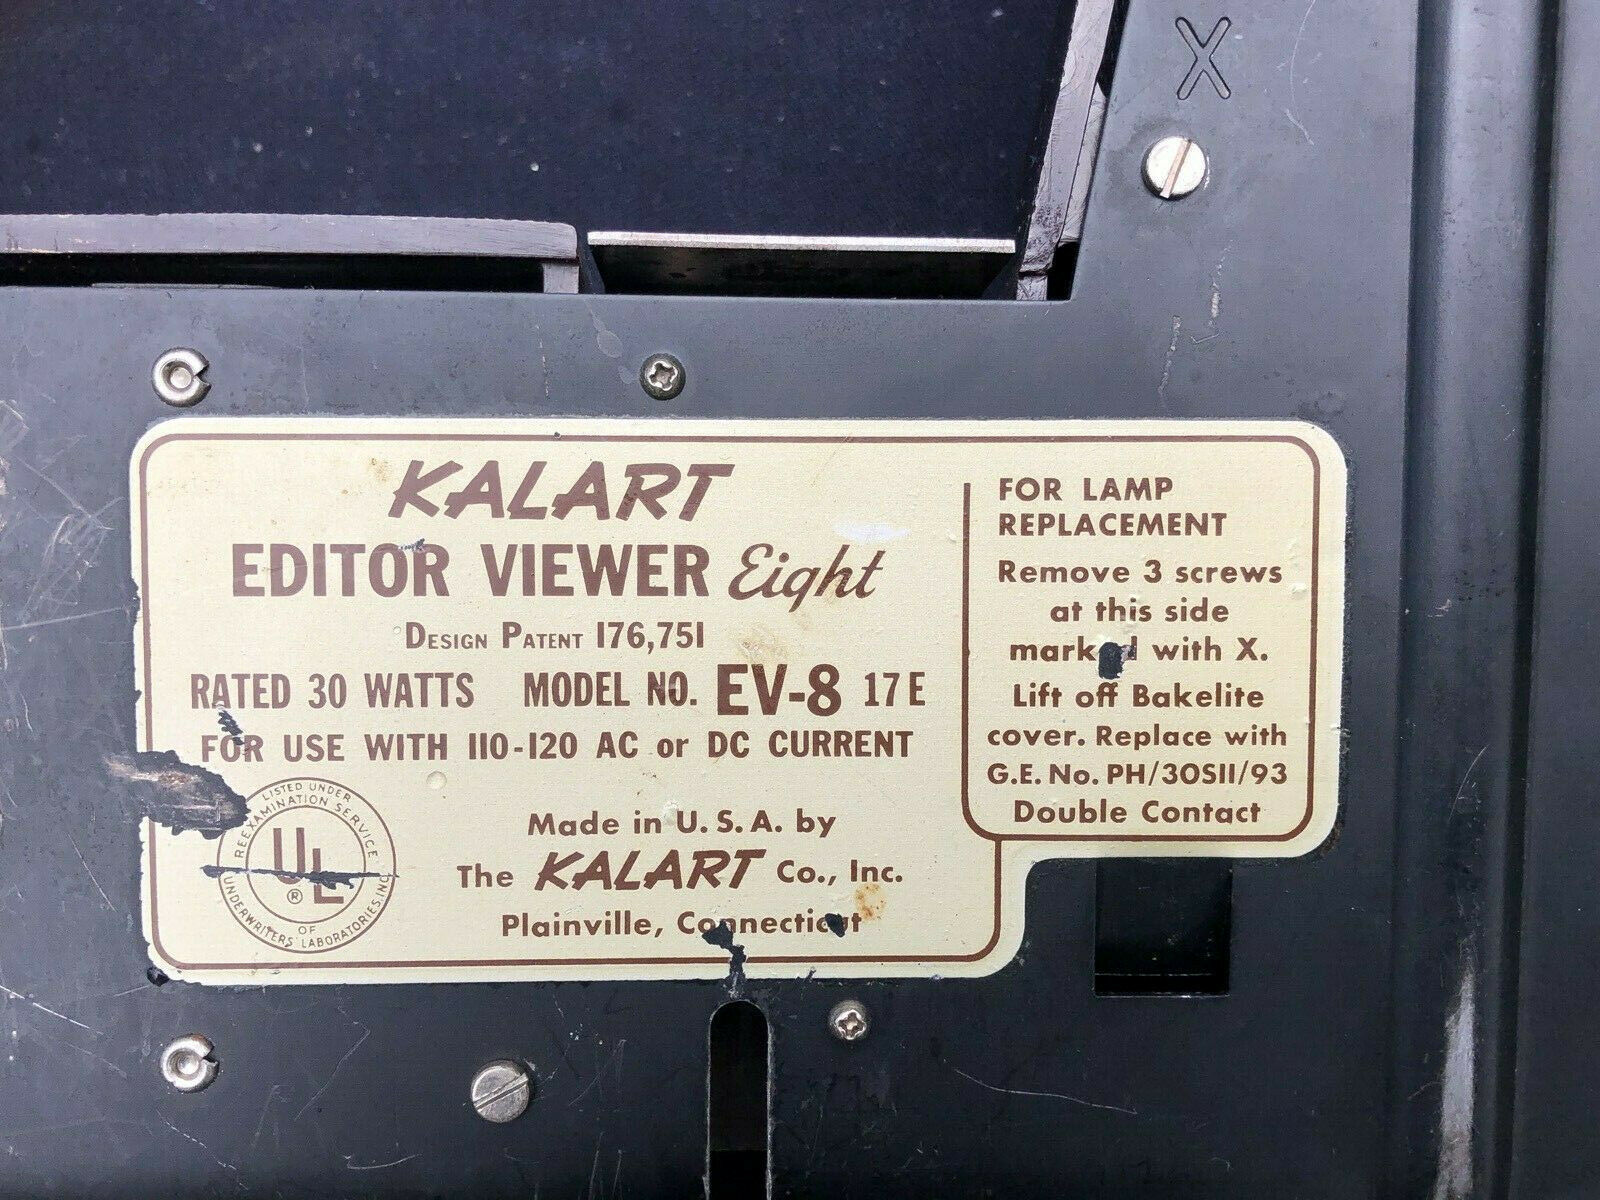 X
KALART
EDITOR VIEWER Eight
DESIGN PATENT 176,751
RATED 30 WATTS MODEL NO. EV-8 17E
FOR USE WITH 110-120 AC or DC CURRENT
LISTED UNDER
REEXAMINATION SERVICE
UL
®
OF
UNDERWRITERS' LABORATORIES, INC.
Made in U.S.A. by
The KALART Co., Inc.
Plainville, Connecticut
FOR LAMP
REPLACEMENT
Remove 3 screws
at this side
marked with X.
Lift off Bakelite
cover. Replace with
G.E. No. PH/30S11/93
Double Contact